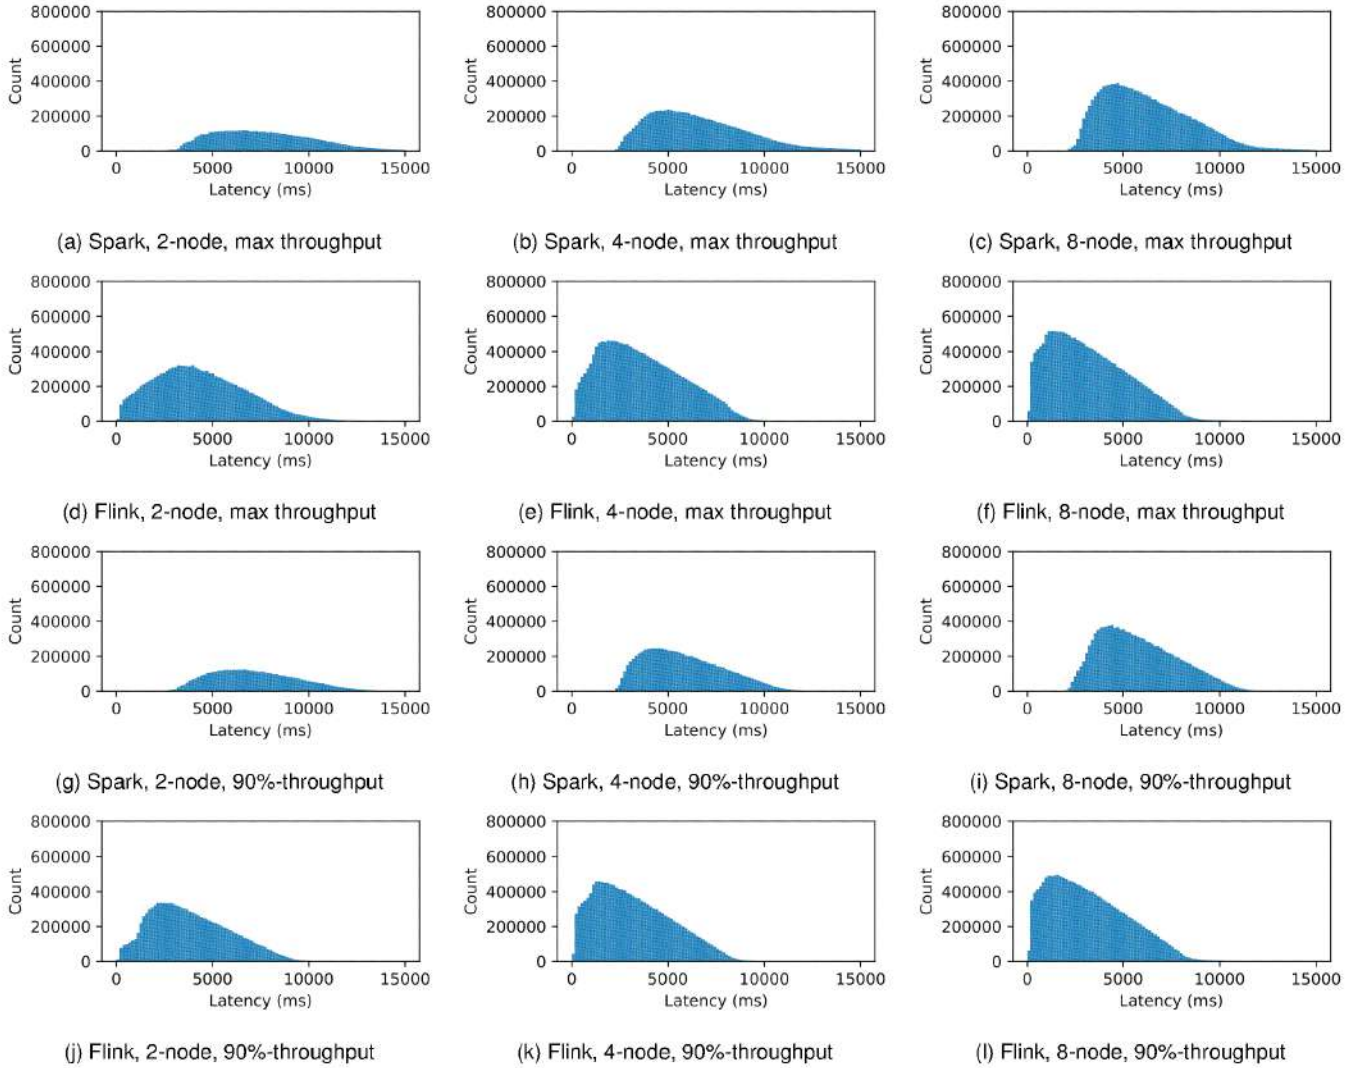 800000
600000
400000
200000
0
Count
0 5000 10000 15000
Latency (ms)
(a) Spark, 2-node, max throughput
800000
600000
400000
200000
0
Count
0 5000 10000 15000
Latency (ms)
(b) Spark, 4-node, max throughput
800000
600000
400000
200000
0
Count
0 5000 10000 15000
Latency (ms)
(c) Spark, 8-node, max throughput
800000
600000
400000
200000
0
Count
0 5000 10000 15000
Latency (ms)
(d) Flink, 2-node, max throughput
800000
600000
400000
200000
0
Count
0 5000 10000 15000
Latency (ms)
(e) Flink, 4-node, max throughput
800000
600000
400000
200000
0
Count
0 5000 10000 15000
Latency (ms)
(f) Flink, 8-node, max throughput
800000
600000
400000
200000
0
Count
0 5000 10000 15000
Latency (ms)
(g) Spark, 2-node, 90%-throughput
800000
600000
400000
200000
0
Count
0 5000 10000 15000
Latency (ms)
(h) Spark, 4-node, 90%-throughput
800000
600000
400000
200000
0
Count
0 5000 10000 15000
Latency (ms)
(i) Spark, 8-node, 90%-throughput
800000
600000
400000
200000
0
Count
0 5000 10000 15000
Latency (ms)
(j) Flink, 2-node, 90%-throughput
800000
600000
400000
200000
0
Count
0 5000 10000 15000
Latency (ms)
(k) Flink, 4-node, 90%-throughput
800000
600000
400000
200000
0
Count
0 5000 10000 15000
Latency (ms)
(l) Flink, 8-node, 90%-throughput